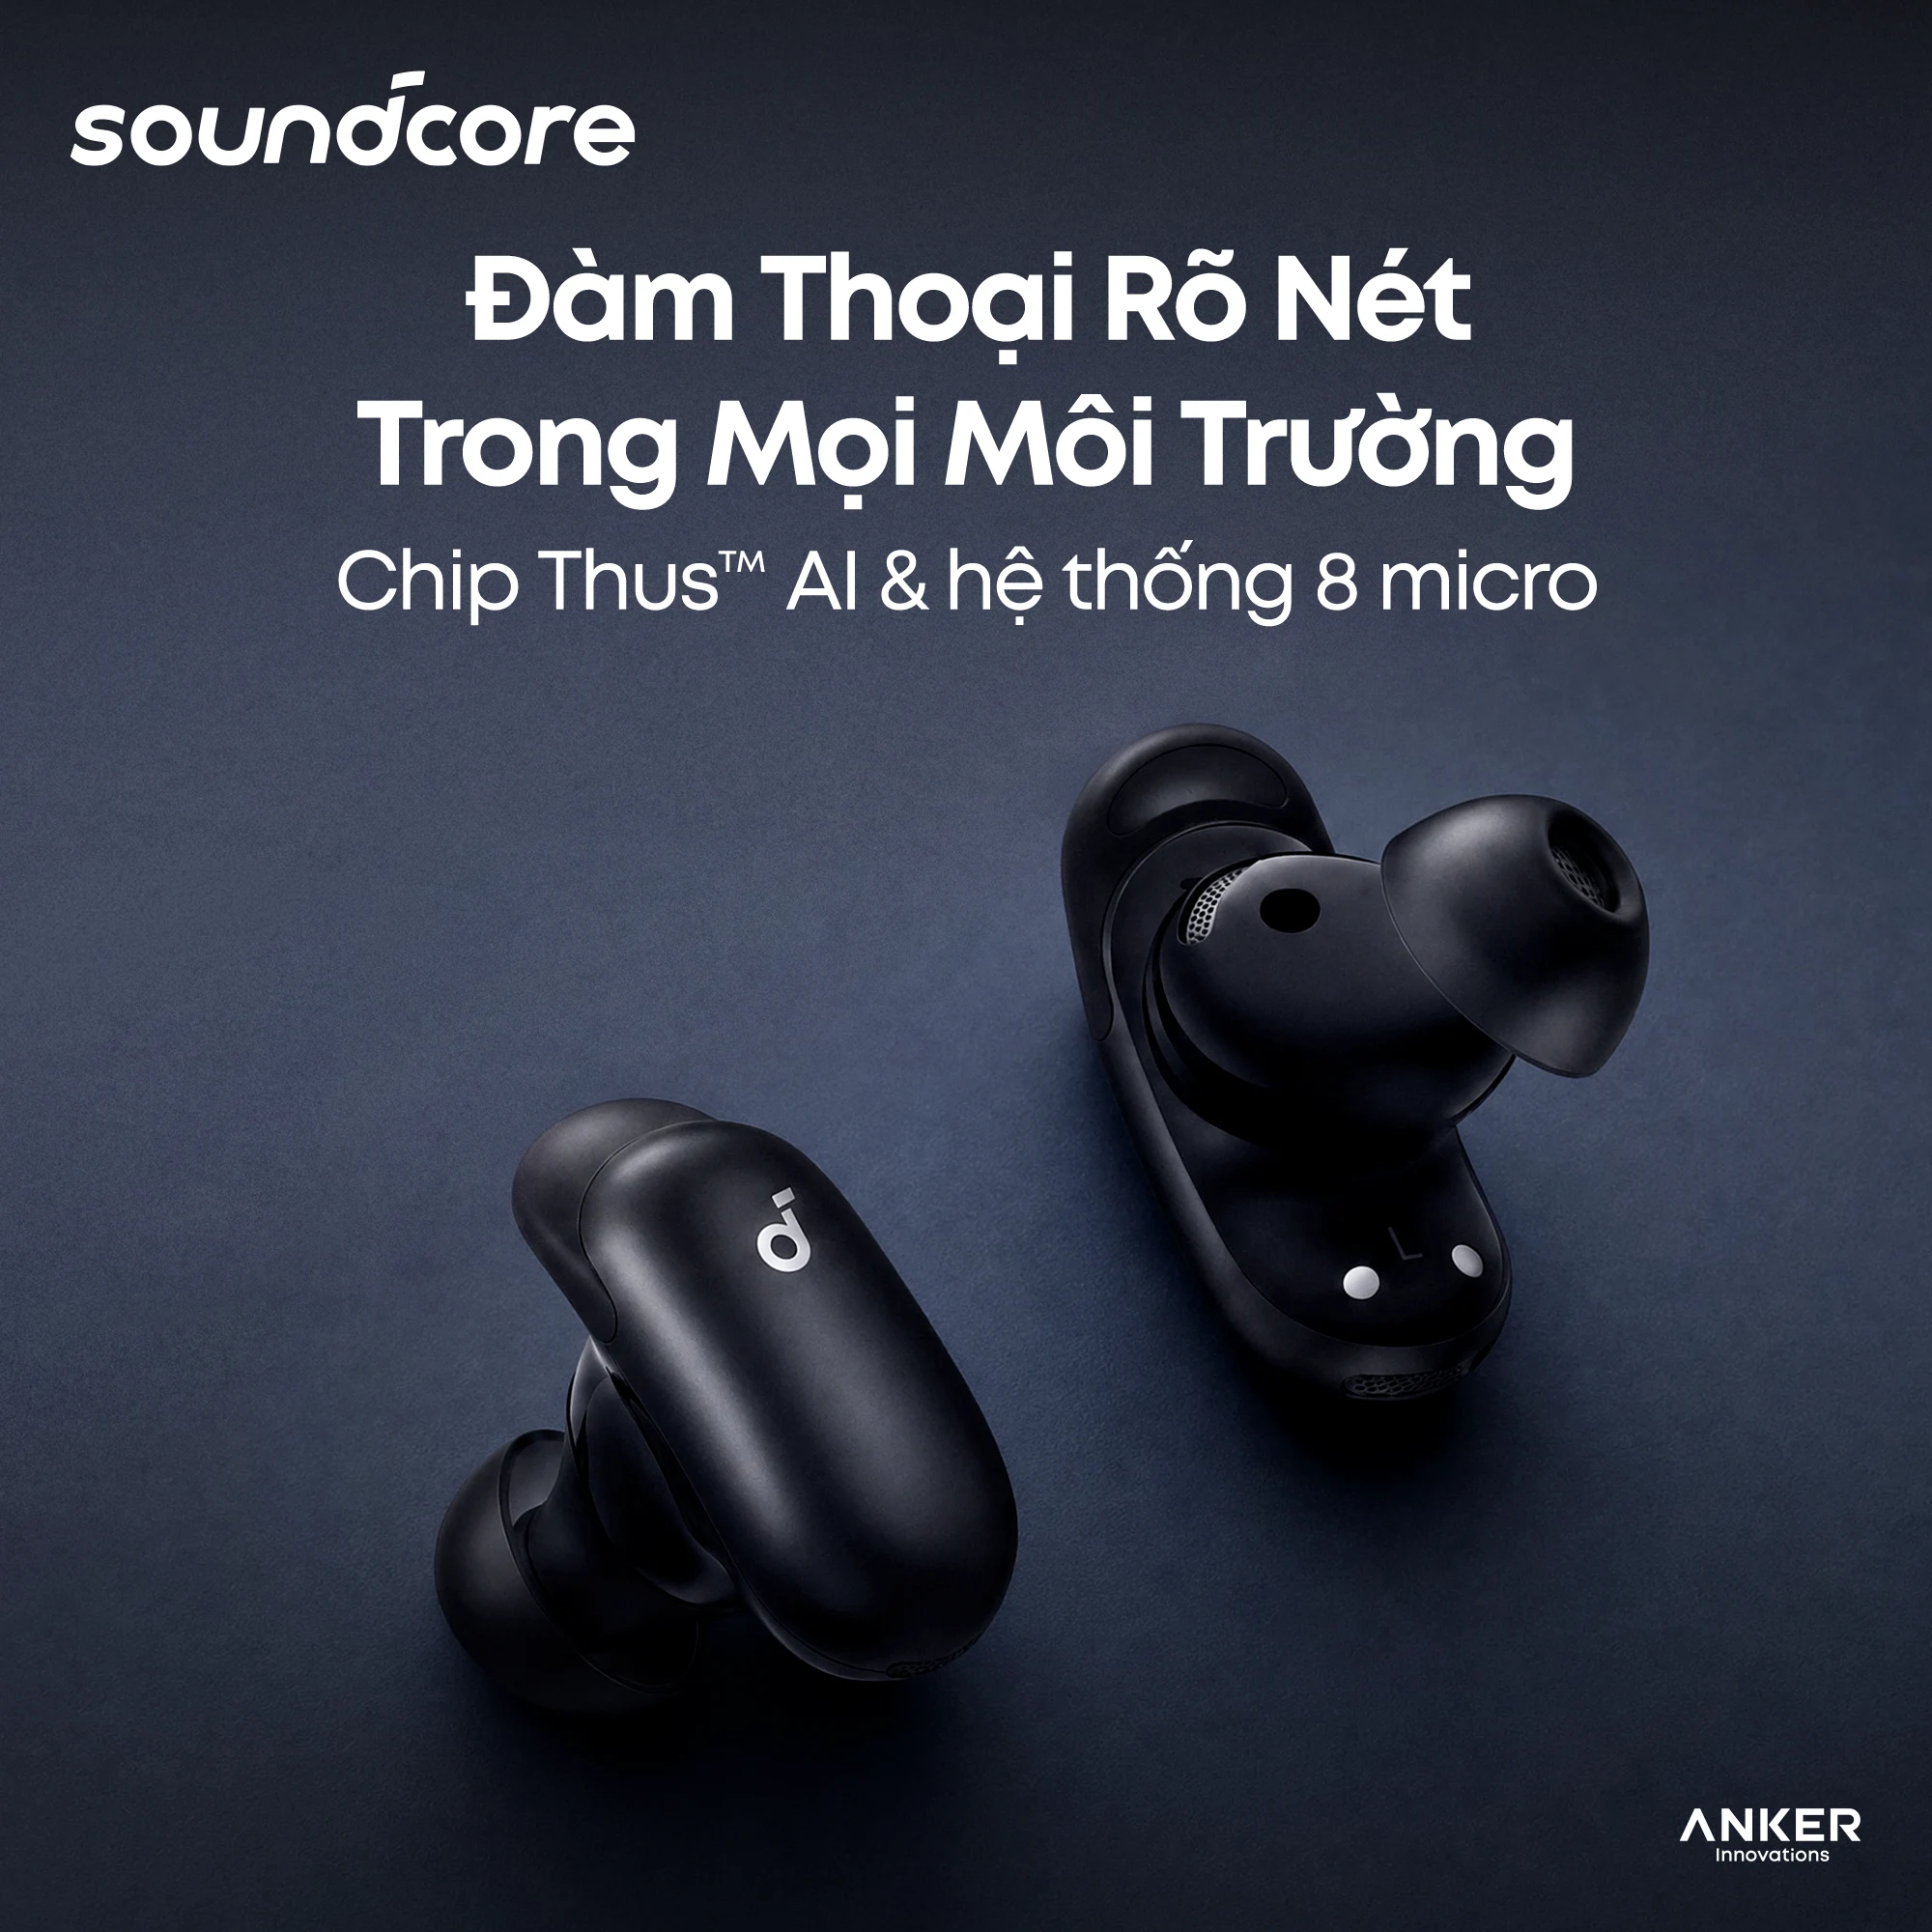 soundcore
Đàm Thoại Rõ Nét
Trong Mọi Môi Trường
Chip Thus™ AI & hệ thống 8 micro
L
ANKER
Innovations